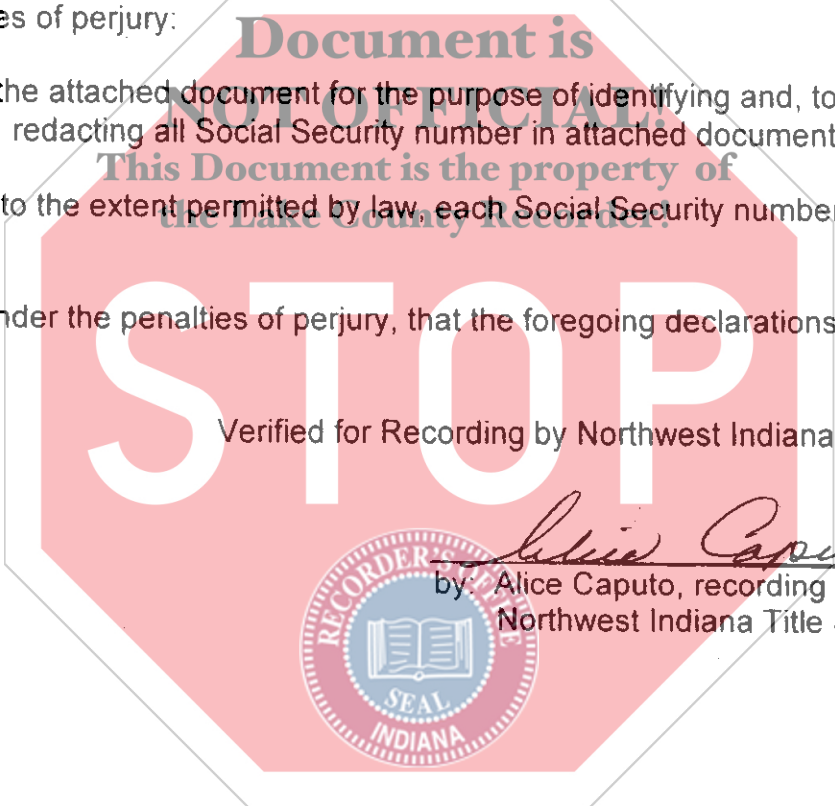 es of perjury:
Document is
the attached document for the purpose of identifying and, to
NOT OFFICIAL!
redacting all Social Security number in attached document
This Document is the property of
to the extent permitted by law, each Social Security number
the Lake County Recorder!
nder the penalties of perjury, that the foregoing declarations
STOP
Verified for Recording by Northwest Indiana
Alice Capu
by: Alice Caputo, recording
Northwest Indiana Title
RECORDER'S OFFICE
SEAL
INDIANA